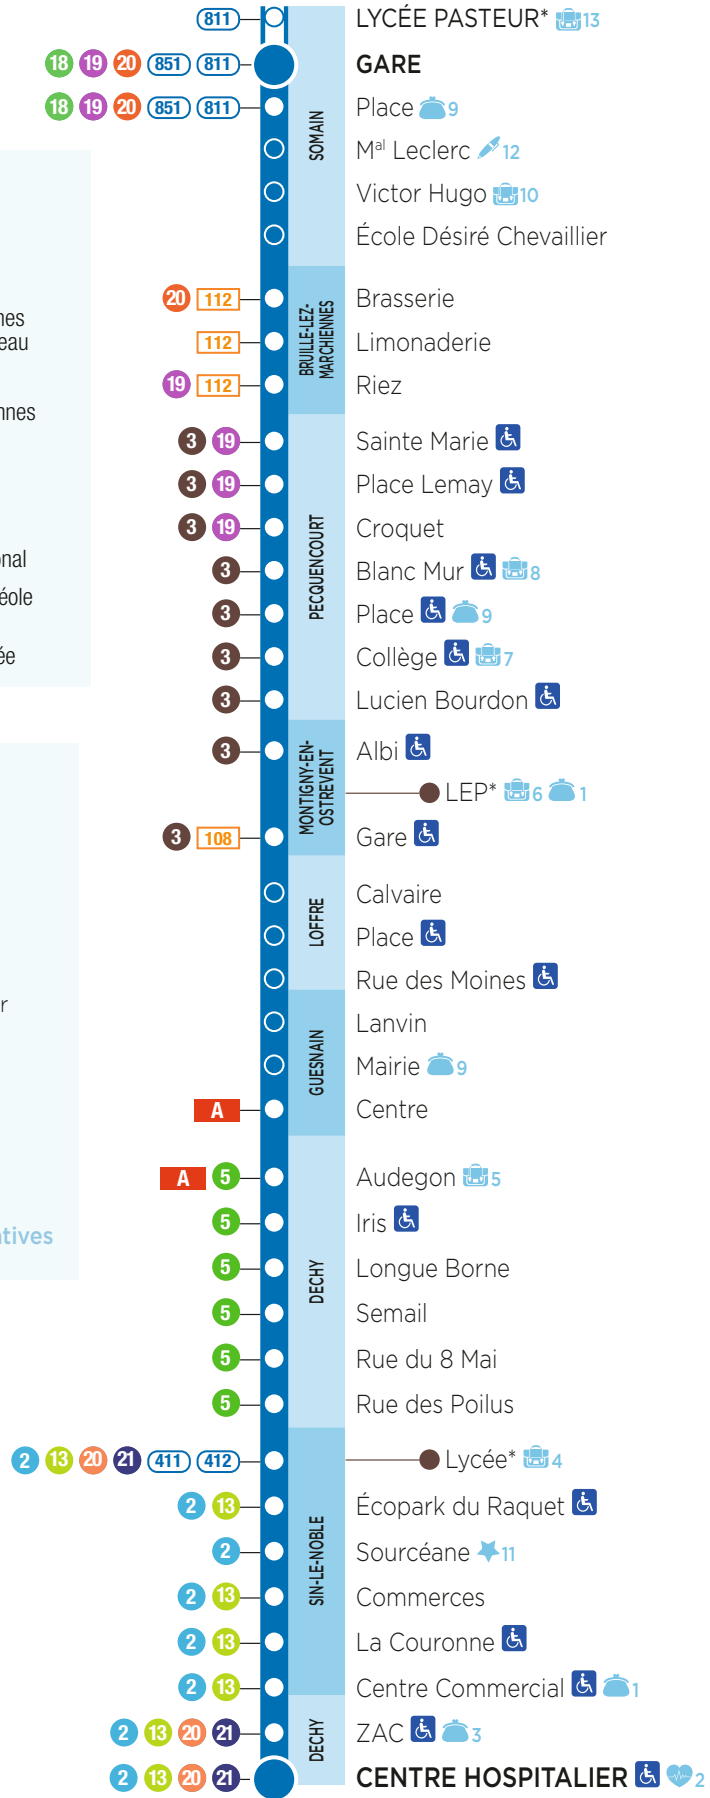 811 LYCÉE PASTEUR* 13
18 19 20 851 811 GARE
18 19 20 851 811 Place 9
SOMAIN
Mal Leclerc 12
Victor Hugo 10
École Désiré Chevaillier
20 112 Brasserie
BRUILLE-LEZ-
MARCHIENNES
112 Limonaderie
19 112 Riez
3 19 Sainte Marie
3 19 Place Lemay
3 19 Croquet
PECQUENCOURT
3 Blanc Mur 8
3 Place 9
3 Collège 7
3 Lucien Bourdon
3 Albi
MONTIGNY-EN-
OSTREVENT
LEP* 6 1
3 108 Gare
Calvaire
LOFFRE
Place
Rue des Moines
Lanvin
GUESNAIN
Mairie 9
A Centre
A 5 Audegon 5
5 Iris
DECHY
5 Longue Borne
5 Semail
5 Rue du 8 Mai
5 Rue des Poilus
2 13 20 21 411 412 Lycée* 4
2 13 Écopark du Raquet
SIN-LE-NOBLE
2 Sourcéane 11
2 13 Commerces
2 13 La Couronne
2 13 Centre Commercial 1
DECHY
2 13 20 21 ZAC 3
2 13 20 21 CENTRE HOSPITALIER 2